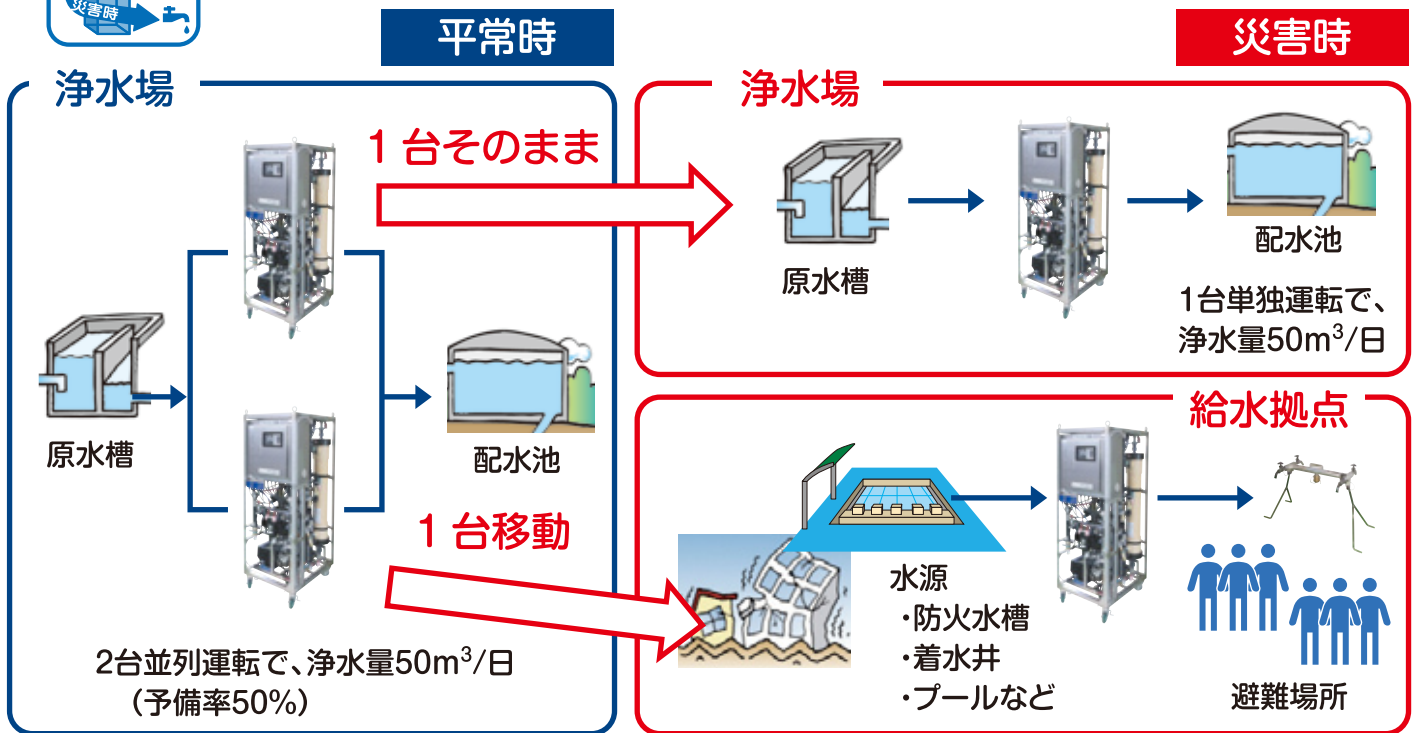 災害時
平常時
浄水場
原水槽
配水池
2台並列運転で、浄水量50m³/日
(予備率50%)
1台そのまま
1台移動
災害時
浄水場
原水槽
配水池
1台単独運転で、
浄水量50m³/日
給水拠点
水源
・防火水槽
・着水井
・プールなど
避難場所